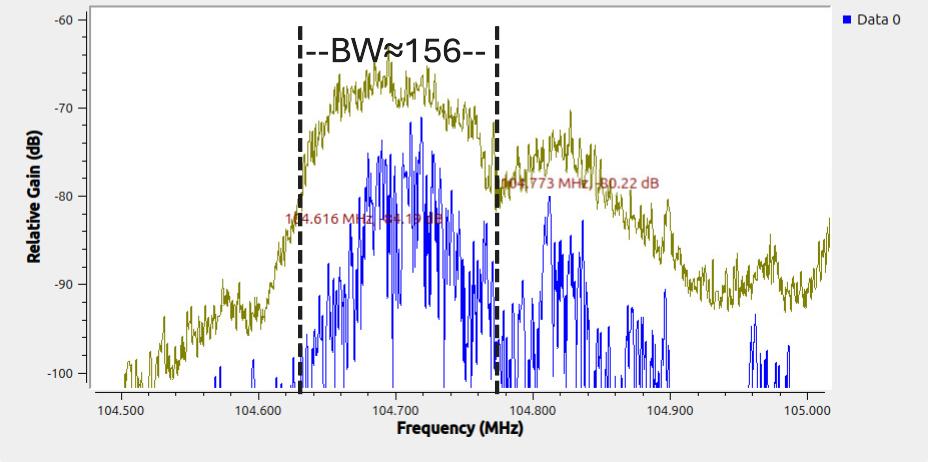 -60
-70
-80
-90
-100
Relative Gain (dB)
--BW≈156--
104.616 MHz, -84.19 dB
104.773 MHz, -80.22 dB
Data 0
104.500
104.600
104.700
104.800
104.900
105.000
Frequency (MHz)